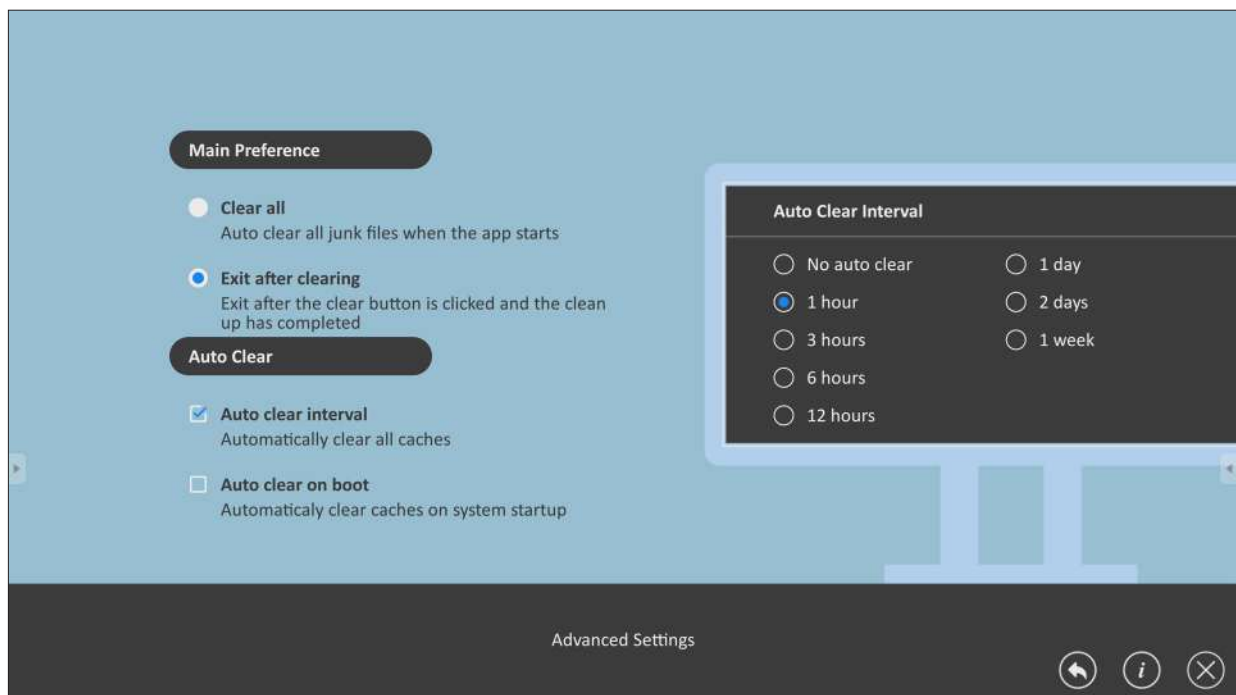 Main Preference
Clear all
Auto clear all junk files when the app starts
Exit after clearing
Exit after the clear button is clicked and the clean
up has completed
Auto Clear
Auto clear interval
Automatically clear all caches
Auto clear on boot
Automaticaly clear caches on system startup
Auto Clear Interval
No auto clear
1 hour
3 hours
6 hours
12 hours
1 day
2 days
1 week
Advanced Settings
i